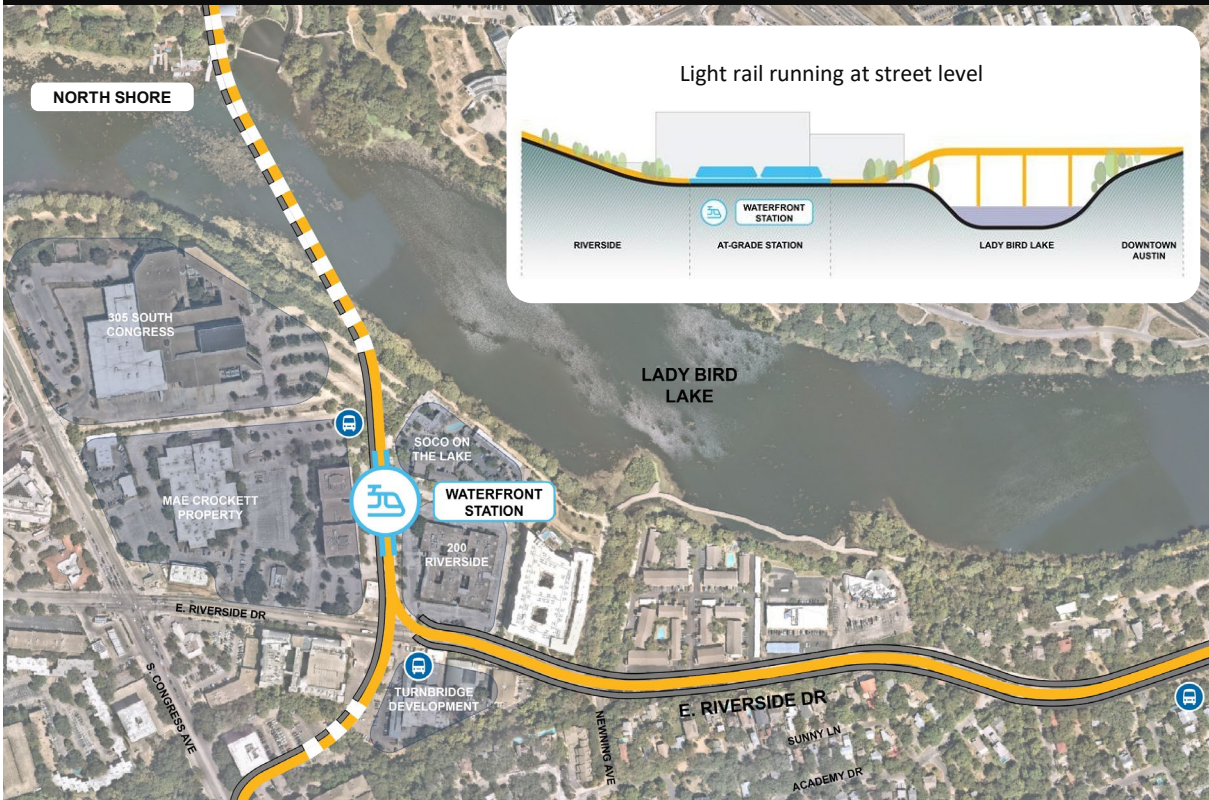 NORTH SHORE
Light rail running at street level
WATERFRONT
STATION
RIVERSIDE
AT-GRADE STATION
LADY BIRD LAKE
DOWNTOWN
AUSTIN
305 SOUTH
CONGRESS
LADY BIRD
LAKE
SOCO ON
THE LAKE
MAE CROCKETT
PROPERTY
WATERFRONT
STATION
200
RIVERSIDE
E. RIVERSIDE DR
S. CONGRESS AVE
TURNBRIDGE
DEVELOPMENT
E. RIVERSIDE DR
NEWNING AVE
SUNNY LN
ACADEMY DR